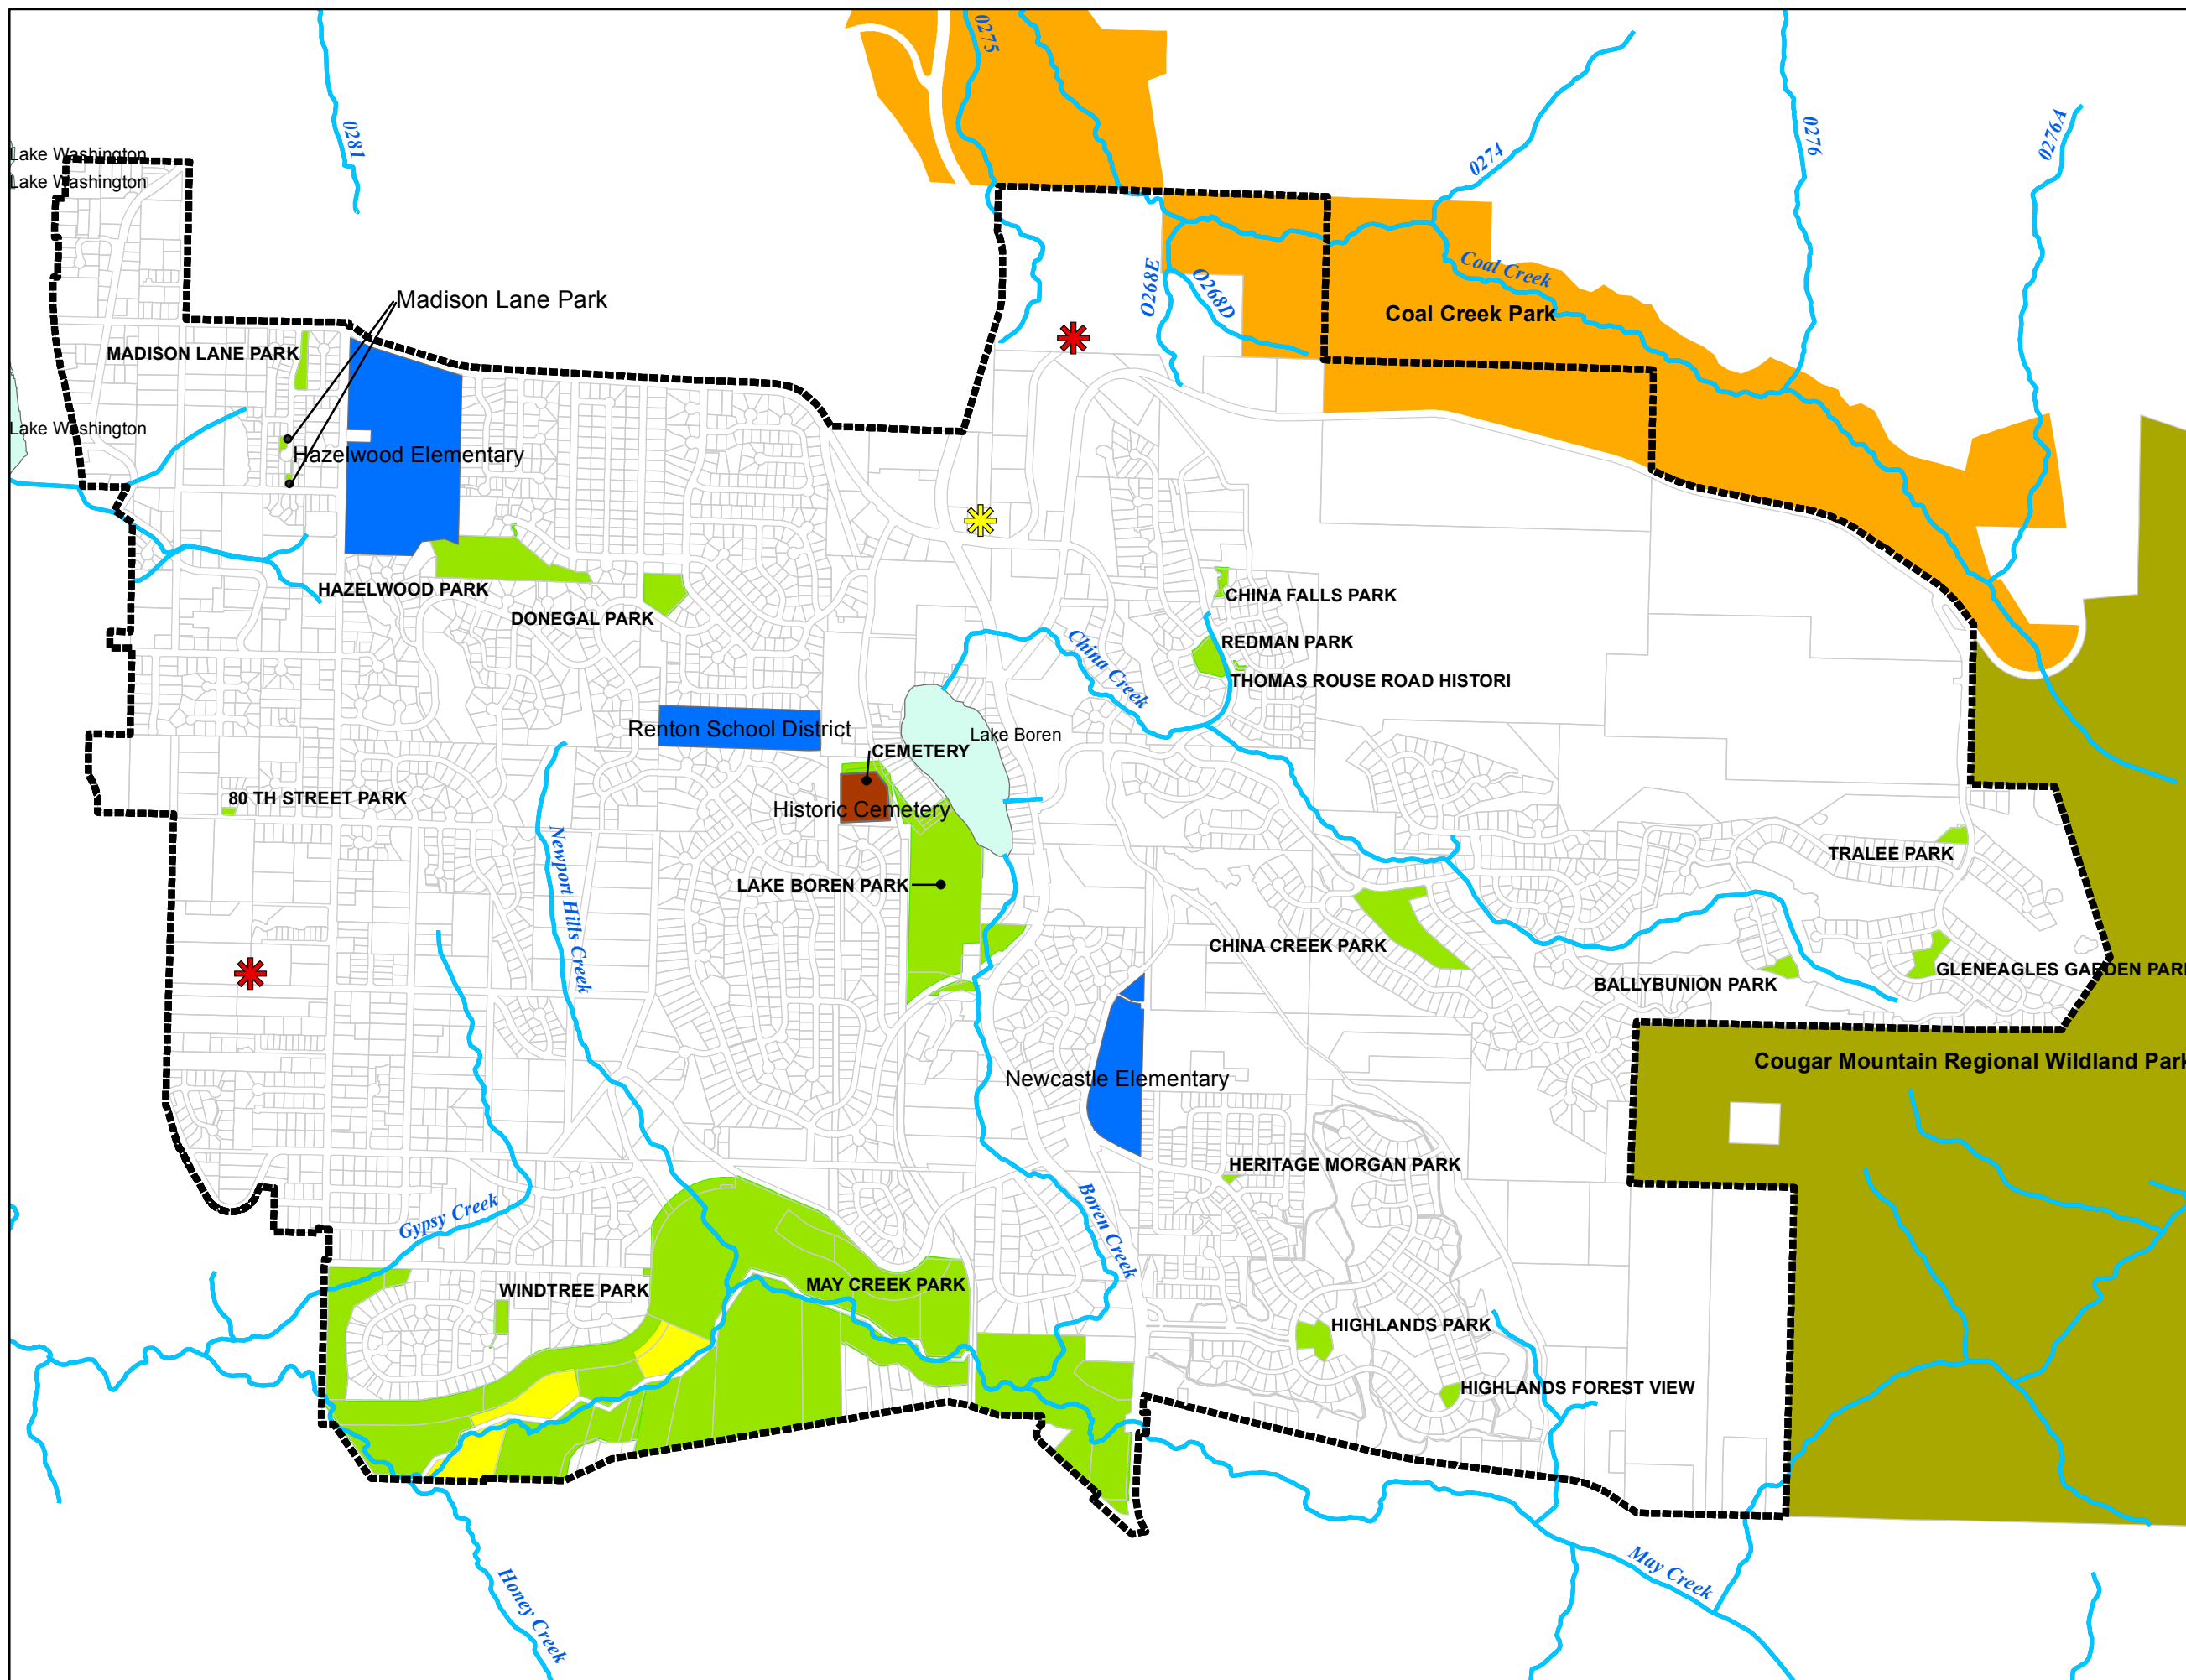 0275
0281
0274
0276
0276A
Lake Washington
Lake Washington
Coal Creek
O268E
O268D
Madison Lane Park
Coal Creek Park
MADISON LANE PARK
Lake Washington
Hazelwood Elementary
HAZELWOOD PARK
DONEGAL PARK
CHINA FALLS PARK
REDMAN PARK
China Creek
THOMAS ROUSE ROAD HISTORI
Renton School District
Lake Boren
CEMETERY
80 TH STREET PARK
Historic Cemetery
TRALEE PARK
Newport Hills Creek
LAKE BOREN PARK
CHINA CREEK PARK
GLENEAGLES GARDEN PARK
BALLYBUNION PARK
Cougar Mountain Regional Wildland Park
Newcastle Elementary
HERITAGE MORGAN PARK
Gypsy Creek
Boren Creek
MAY CREEK PARK
WINDTREE PARK
HIGHLANDS PARK
HIGHLANDS FOREST VIEW
May Creek
Honey Creek